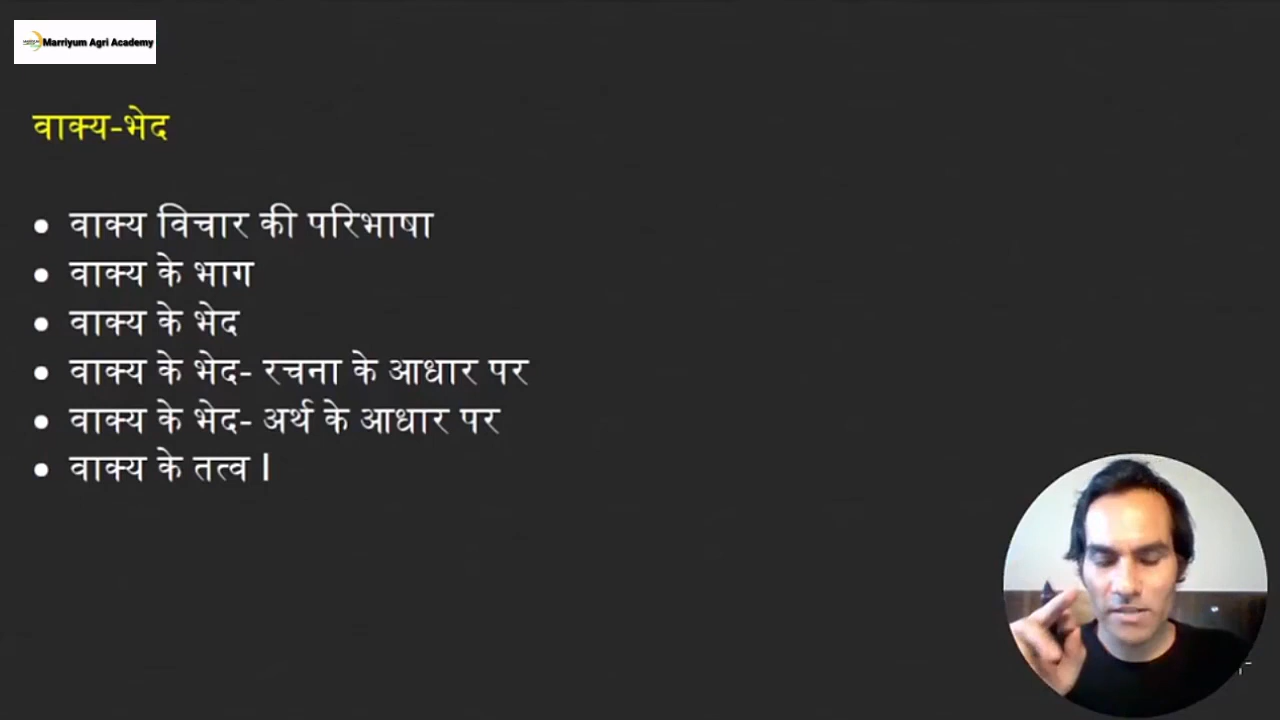 Marriyum Agri Academy
वाक्य-भेद
• वाक्य विचार की परिभाषा
• वाक्य के भाग
• वाक्य के भेद
• वाक्य के भेद- रचना के आधार पर
• वाक्य के भेद- अर्थ के आधार पर
• वाक्य के तत्व ।